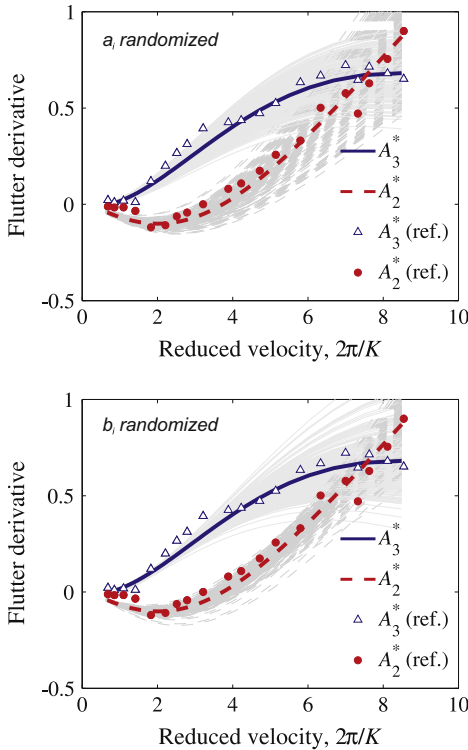 a_i randomized
1
0.5
0
-0.5
Flutter derivative
A_3^*
A_2^*
A_3^* (ref.)
A_2^* (ref.)
0 2 4 6 8 10
Reduced velocity, 2π/K
b_i randomized
1
0.5
0
-0.5
Flutter derivative
A_3^*
A_2^*
A_3^* (ref.)
A_2^* (ref.)
0 2 4 6 8 10
Reduced velocity, 2π/K